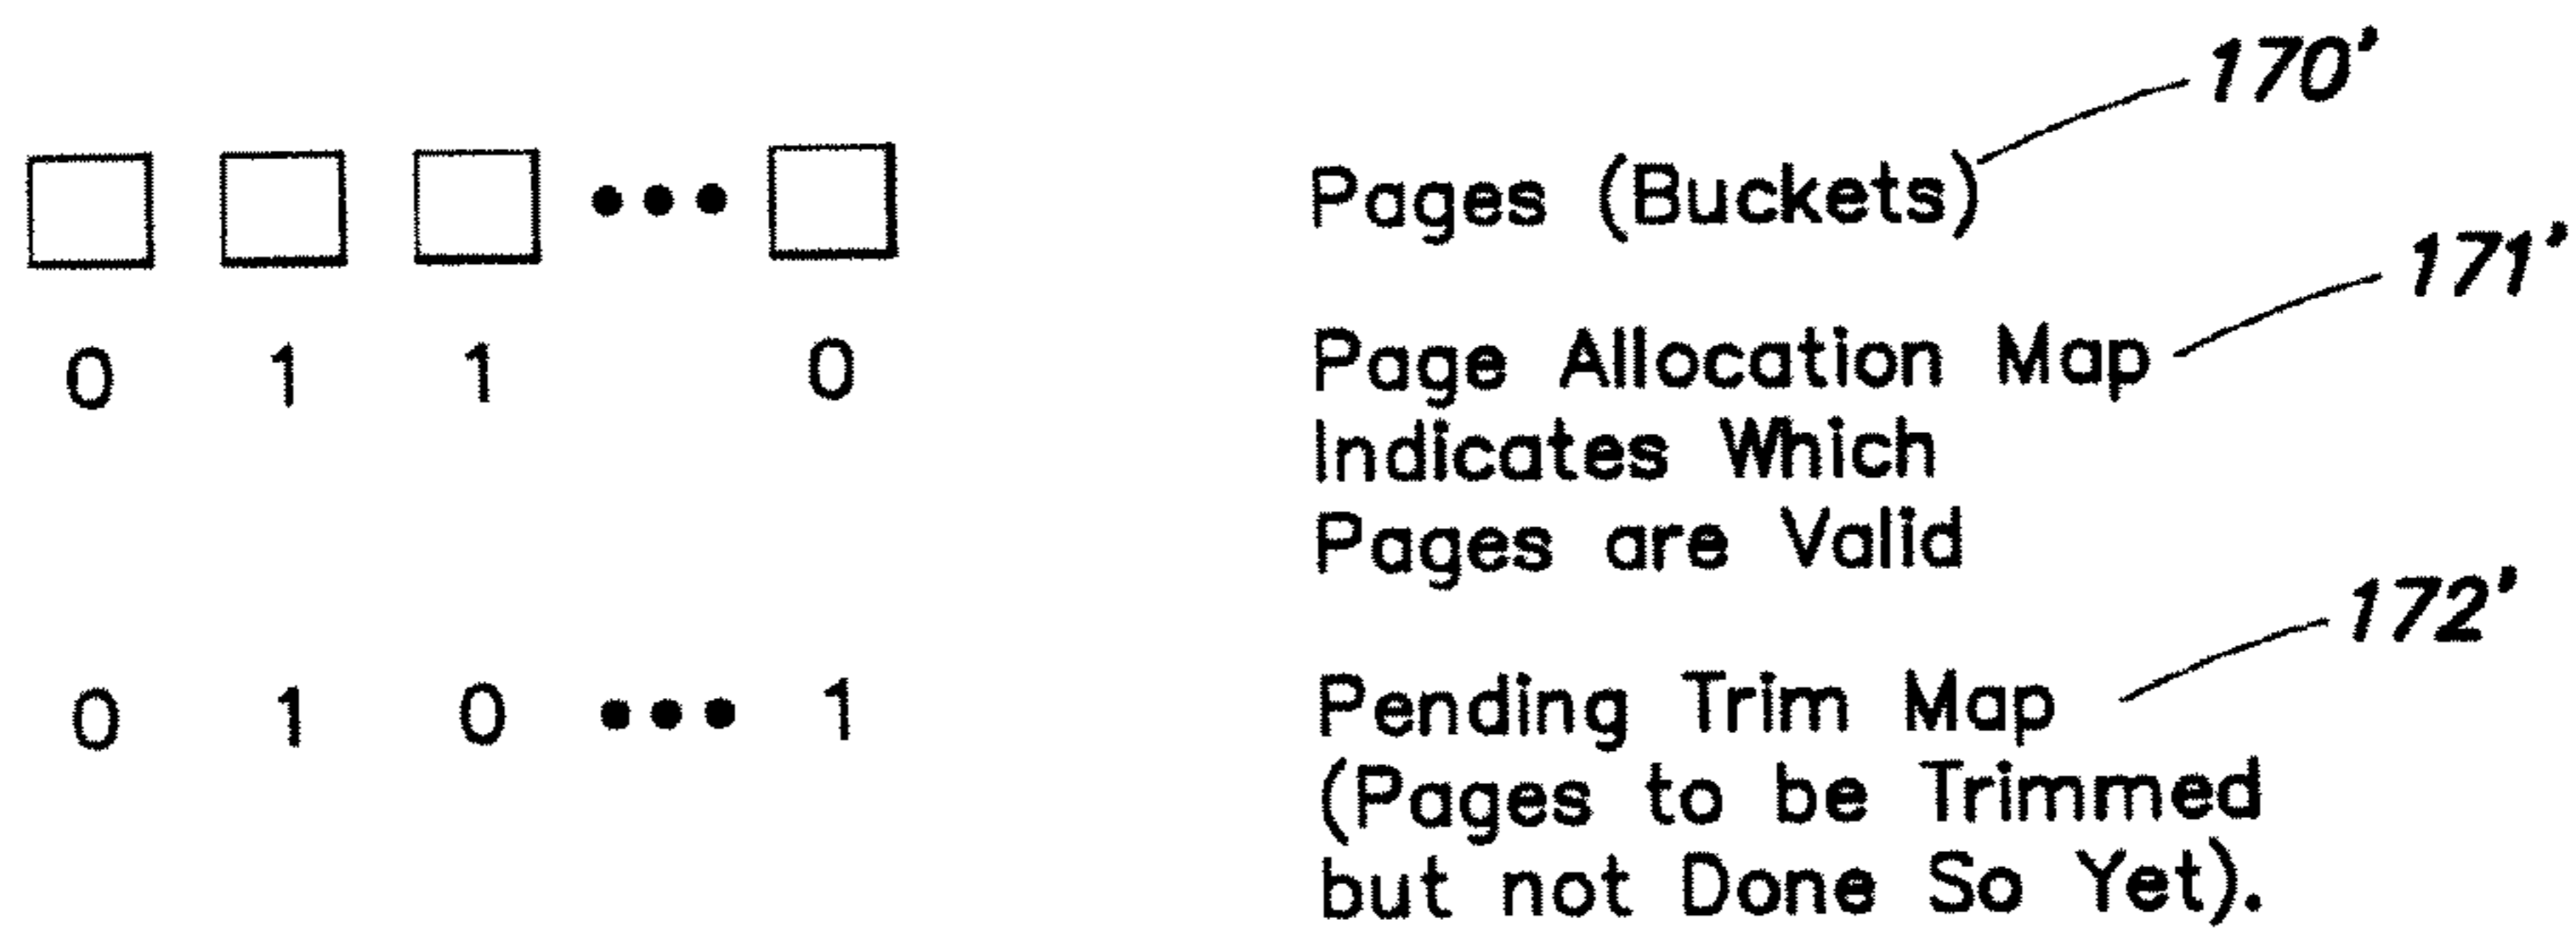 170'
Pages (Buckets)
171'
0 1 1 0 Page Allocation Map
Indicates Which
Pages are Valid
172'
0 1 0 ••• 1 Pending Trim Map
(Pages to be Trimmed
but not Done So Yet).